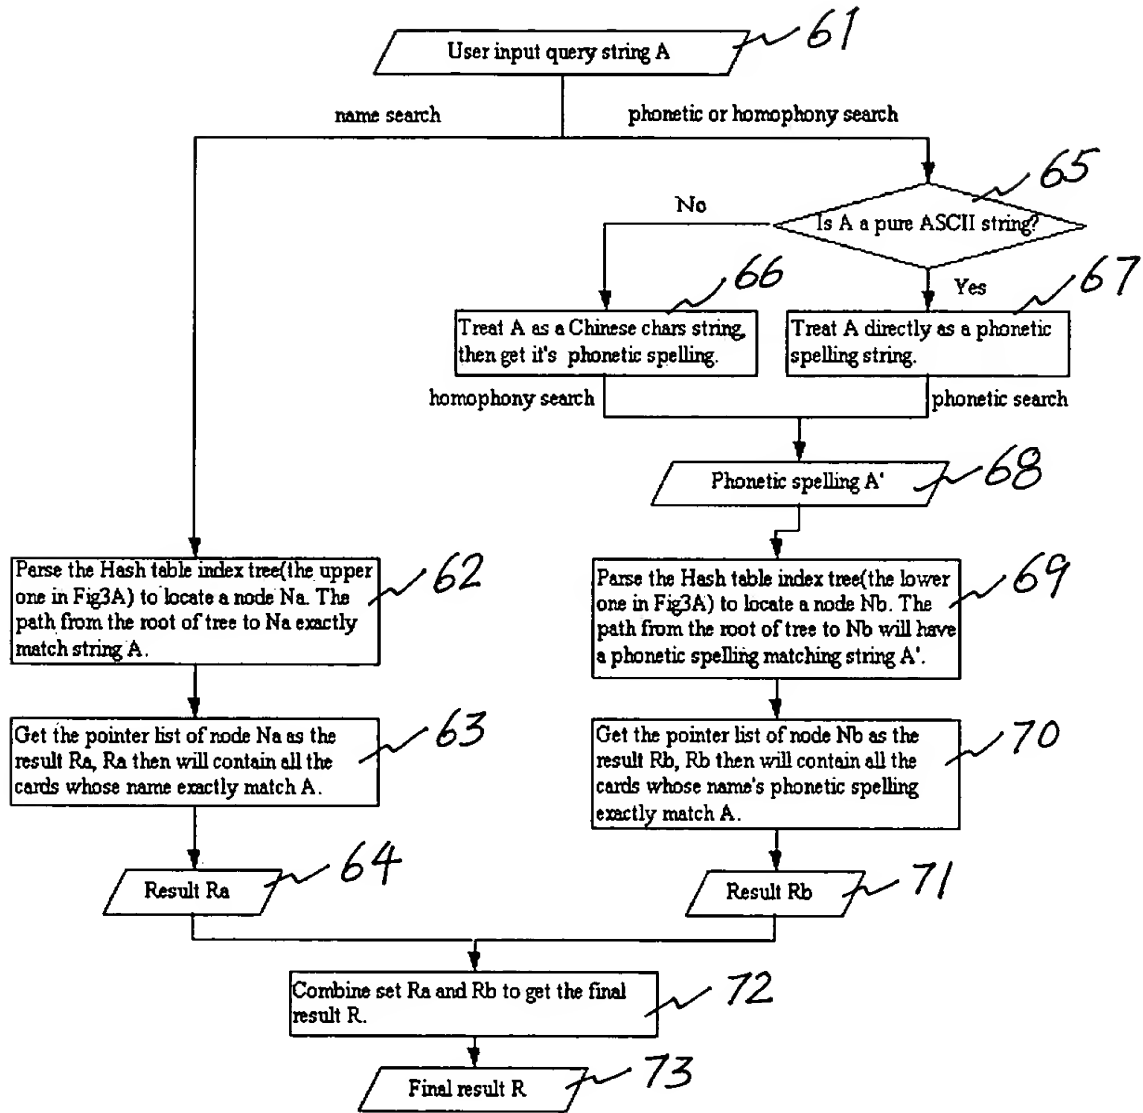 User input query string A
61
name search
phonetic or homophony search
65
Is A a pure ASCII string?
No
Yes
66
67
Treat A as a Chinese chars string,
then get it's phonetic spelling.
Treat A directly as a phonetic
spelling string.
homophony search
phonetic search
Phonetic spelling A'
68
Parse the Hash table index tree(the upper
one in Fig3A) to locate a node Na. The
path from the root of tree to Na exactly
match string A.
62
Parse the Hash table index tree(the lower
one in Fig3A) to locate a node Nb. The
path from the root of tree to Nb will have
a phonetic spelling matching string A'.
69
Get the pointer list of node Na as the
result Ra, Ra then will contain all the
cards whose name exactly match A.
63
Get the pointer list of node Nb as the
result Rb, Rb then will contain all the
cards whose name's phonetic spelling
exactly match A.
70
Result Ra
64
Result Rb
71
Combine set Ra and Rb to get the final
result R.
72
Final result R
73